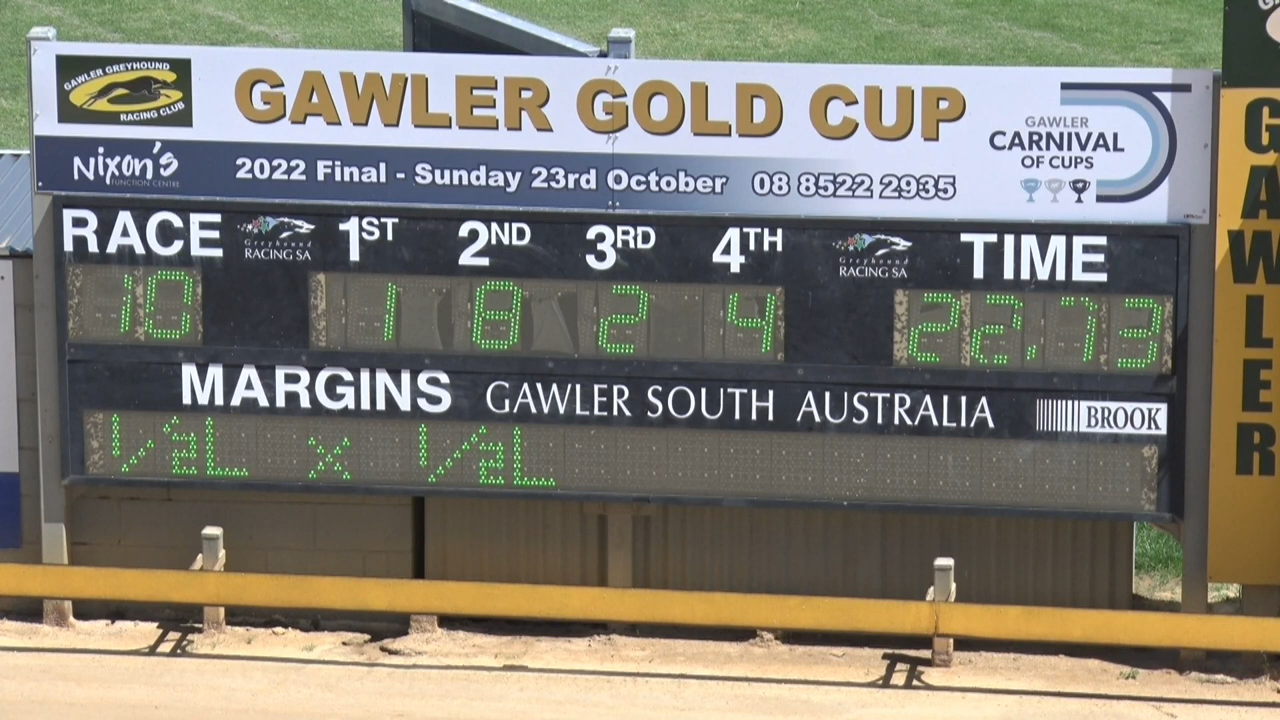 GAWLER GREYHOUND
RACING CLUB
GAWLER GOLD CUP
GAWLER
CARNIVAL
OF CUPS
NIXON'S
FUNCTION CENTRE
2022 Final - Sunday 23rd October 08 8522 2935
RACE Greyhound RACING SA 1ST 2ND 3RD 4TH Greyhound RACING SA TIME
10 1 8 2 4 22.73
MARGINS GAWLER SOUTH AUSTRALIA BROOK
1/2L X 1/2L
GAWLER